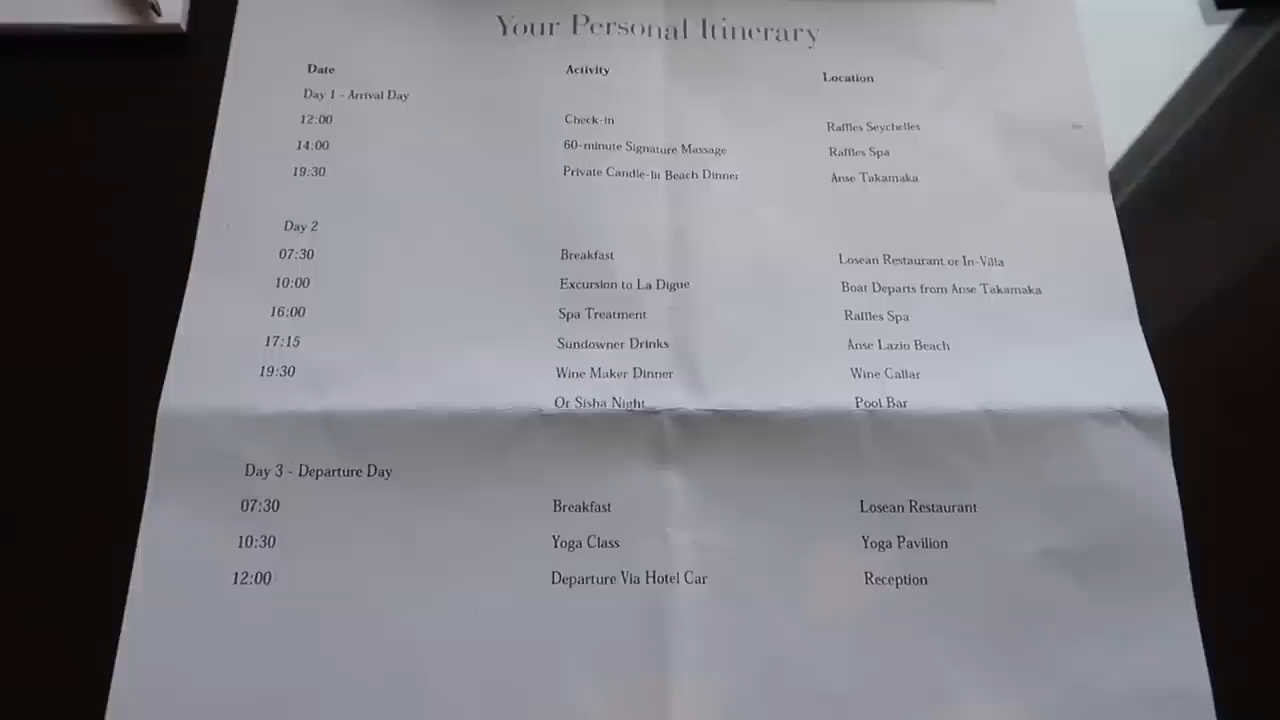 Your Personal Itinerary
Date Activity Location
Day 1 - Arrival Day
12:00 Check-in Raffles Seychelles
14:00 60-minute Signature Massage Raffles Spa
19:30 Private Candle-lit Beach Dinner Anse Takamaka
Day 2
07:30 Breakfast Losean Restaurant or In-Villa
10:00 Excursion to La Digue Boat Departs from Anse Takamaka
16:00 Spa Treatment Raffles Spa
17:15 Sundowner Drinks Anse Lazio Beach
19:30 Wine Maker Dinner Wine Callar
Or Sisha Night Pool Bar
Day 3 - Departure Day
07:30 Breakfast Losean Restaurant
10:30 Yoga Class Yoga Pavilion
12:00 Departure Via Hotel Car Reception